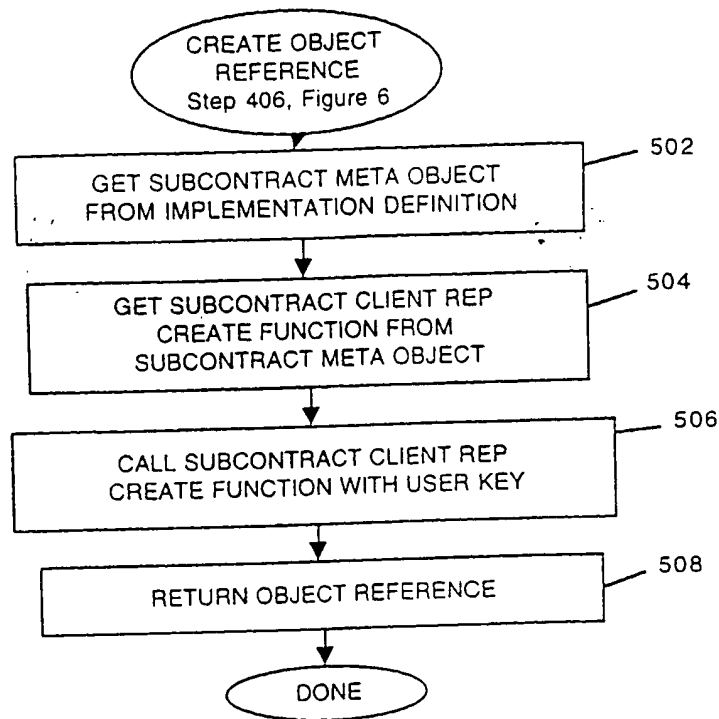 CREATE OBJECT
REFERENCE
Step 406, Figure 6
502
GET SUBCONTRACT META OBJECT
FROM IMPLEMENTATION DEFINITION
504
GET SUBCONTRACT CLIENT REP
CREATE FUNCTION FROM
SUBCONTRACT META OBJECT
506
CALL SUBCONTRACT CLIENT REP
CREATE FUNCTION WITH USER KEY
508
RETURN OBJECT REFERENCE
DONE